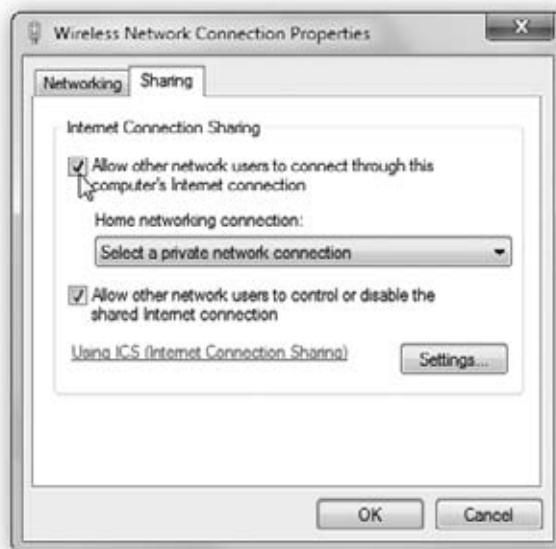 Wireless Network Connection Properties
X
Networking
Sharing
Internet Connection Sharing
Allow other network users to connect through this
computer's Internet connection
Home networking connection:
Select a private network connection
Allow other network users to control or disable the
shared Internet connection
Using ICS (Internet Connection Sharing)
Settings...
OK
Cancel